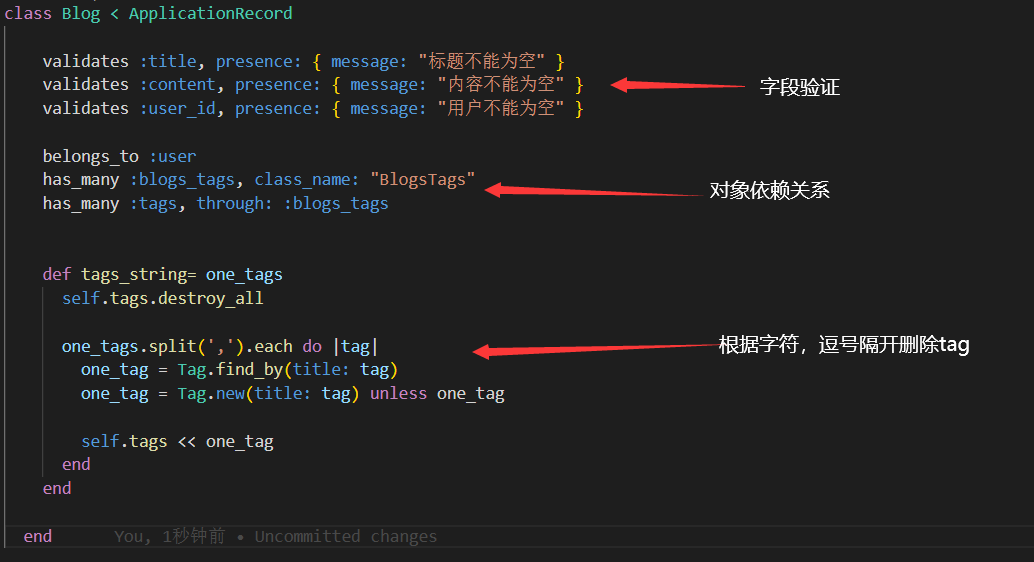 class Blog < ApplicationRecord
validates :title, presence: { message: "标题不能为空" }
validates :content, presence: { message: "内容不能为空" }
字段验证
validates :user_id, presence: { message: "用户不能为空" }
belongs_to :user
has_many :blogs_tags, class_name: "BlogsTags"
对象依赖关系
has_many :tags, through: :blogs_tags
def tags_string= one_tags
self.tags.destroy_all
one_tags.split(',').each do |tag|
根据字符，逗号隔开删除tag
one_tag = Tag.find_by(title: tag)
one_tag = Tag.new(title: tag) unless one_tag
self.tags << one_tag
end
end
end
You, 1秒钟前 • Uncommitted changes